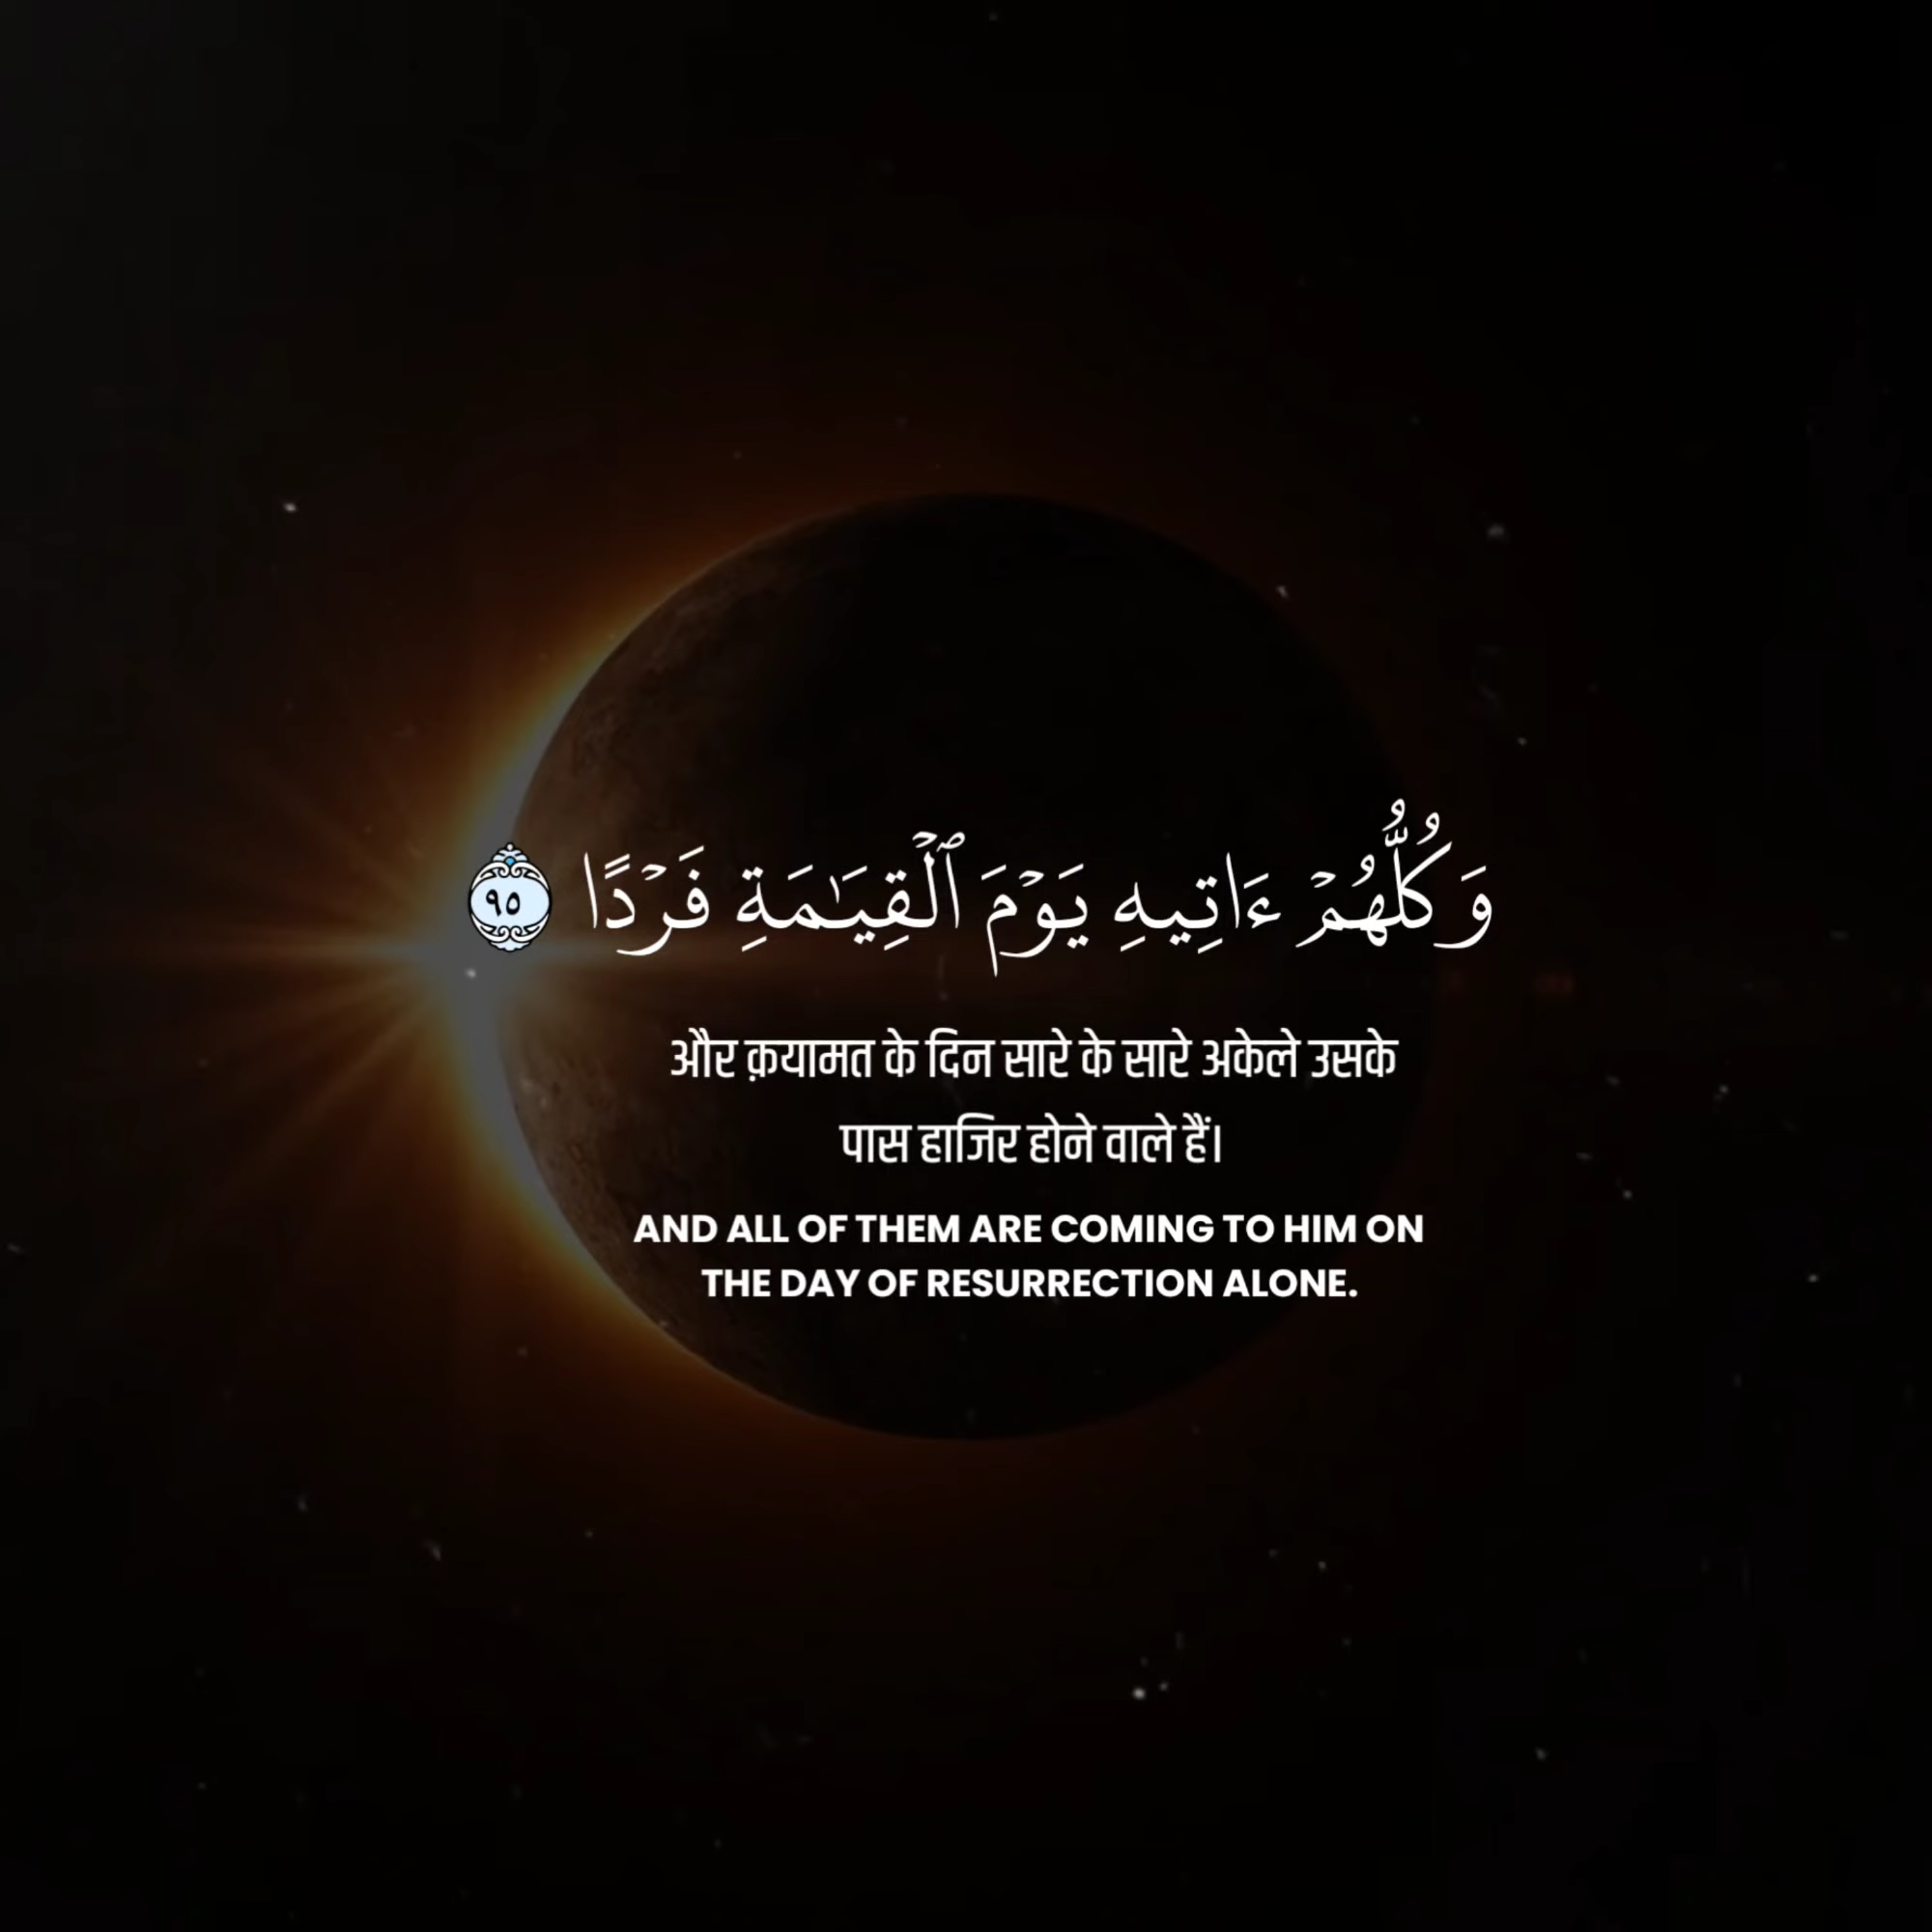 وَكُلُّهُمْ ءَاتِيهِ يَوْمَ ٱلْقِيَـٰمَةِ فَرْدًا ٩٥
और क़यामत के दिन सारे के सारे अकेले उसके
पास हाजिर होने वाले हैं।
AND ALL OF THEM ARE COMING TO HIM ON
THE DAY OF RESURRECTION ALONE.